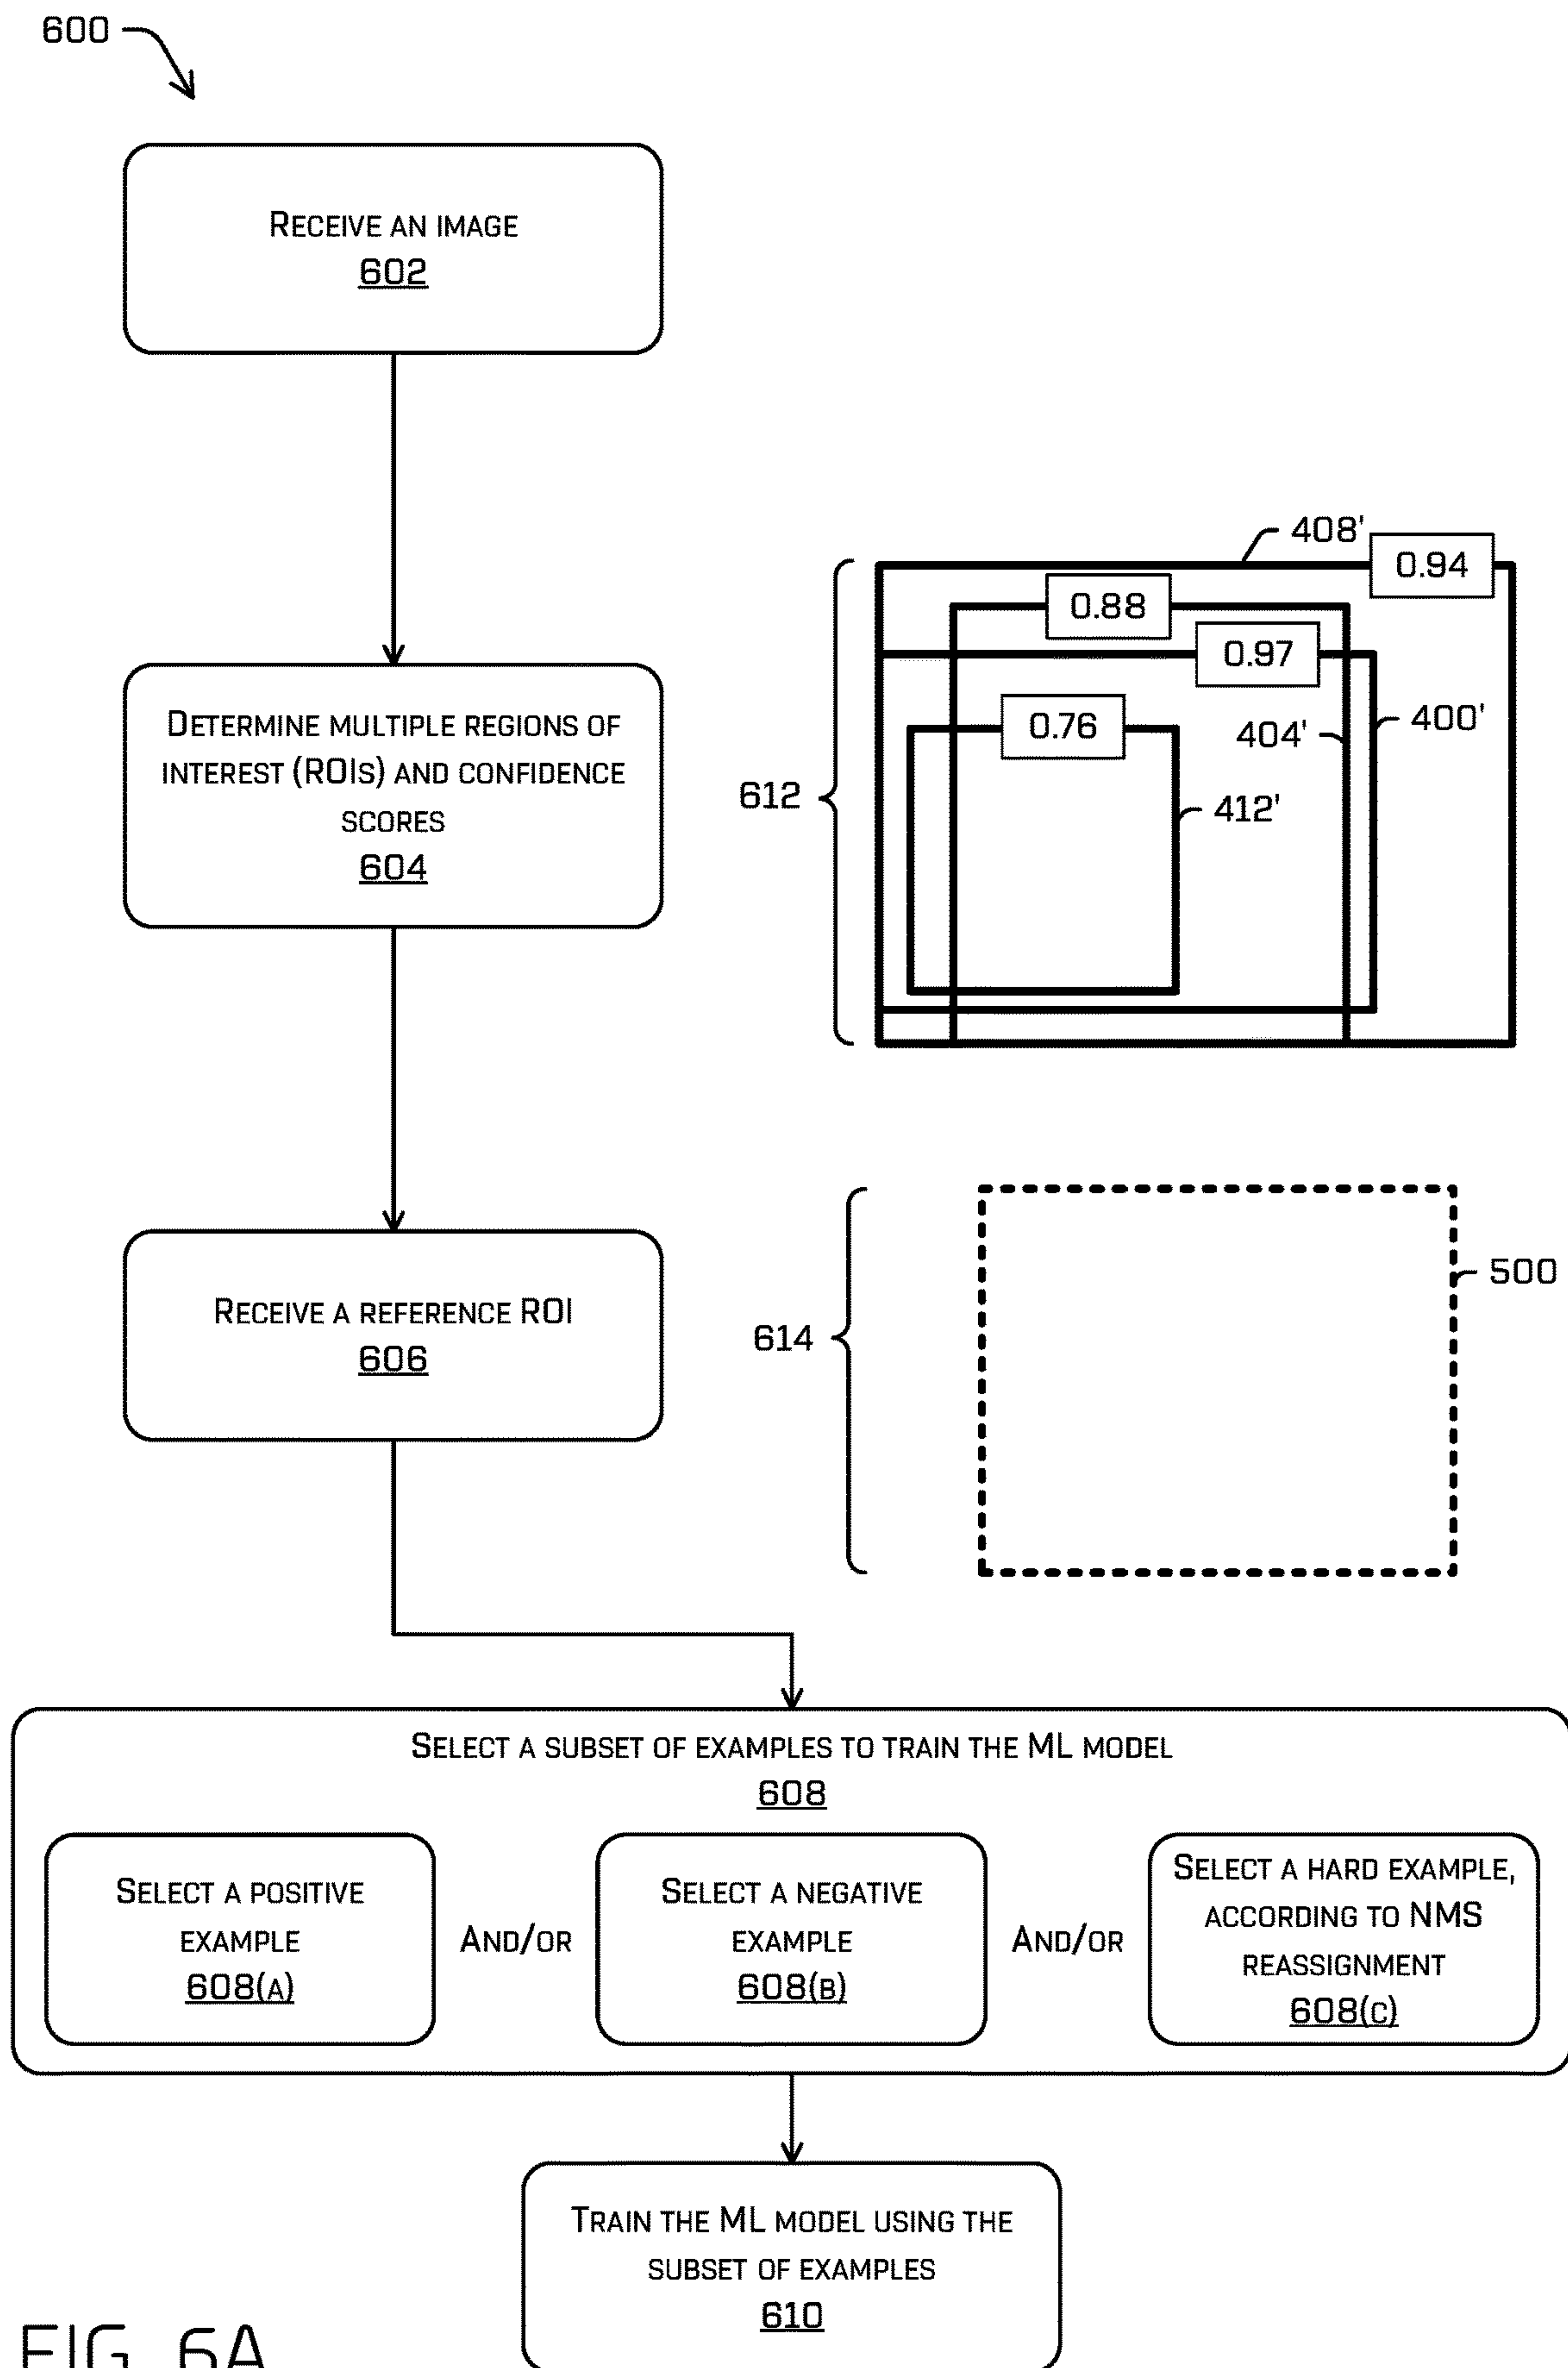 600
RECEIVE AN IMAGE
602
DETERMINE MULTIPLE REGIONS OF
INTEREST (ROIS) AND CONFIDENCE
SCORES
604
612
408'
0.94
0.88
0.97
0.76
404'
400'
412'
RECEIVE A REFERENCE ROI
606
614
500
SELECT A SUBSET OF EXAMPLES TO TRAIN THE ML MODEL
608
SELECT A POSITIVE
EXAMPLE
608(A)
AND/OR
SELECT A NEGATIVE
EXAMPLE
608(B)
AND/OR
SELECT A HARD EXAMPLE,
ACCORDING TO NMS
REASSIGNMENT
608(C)
TRAIN THE ML MODEL USING THE
SUBSET OF EXAMPLES
610
FIG. 6A